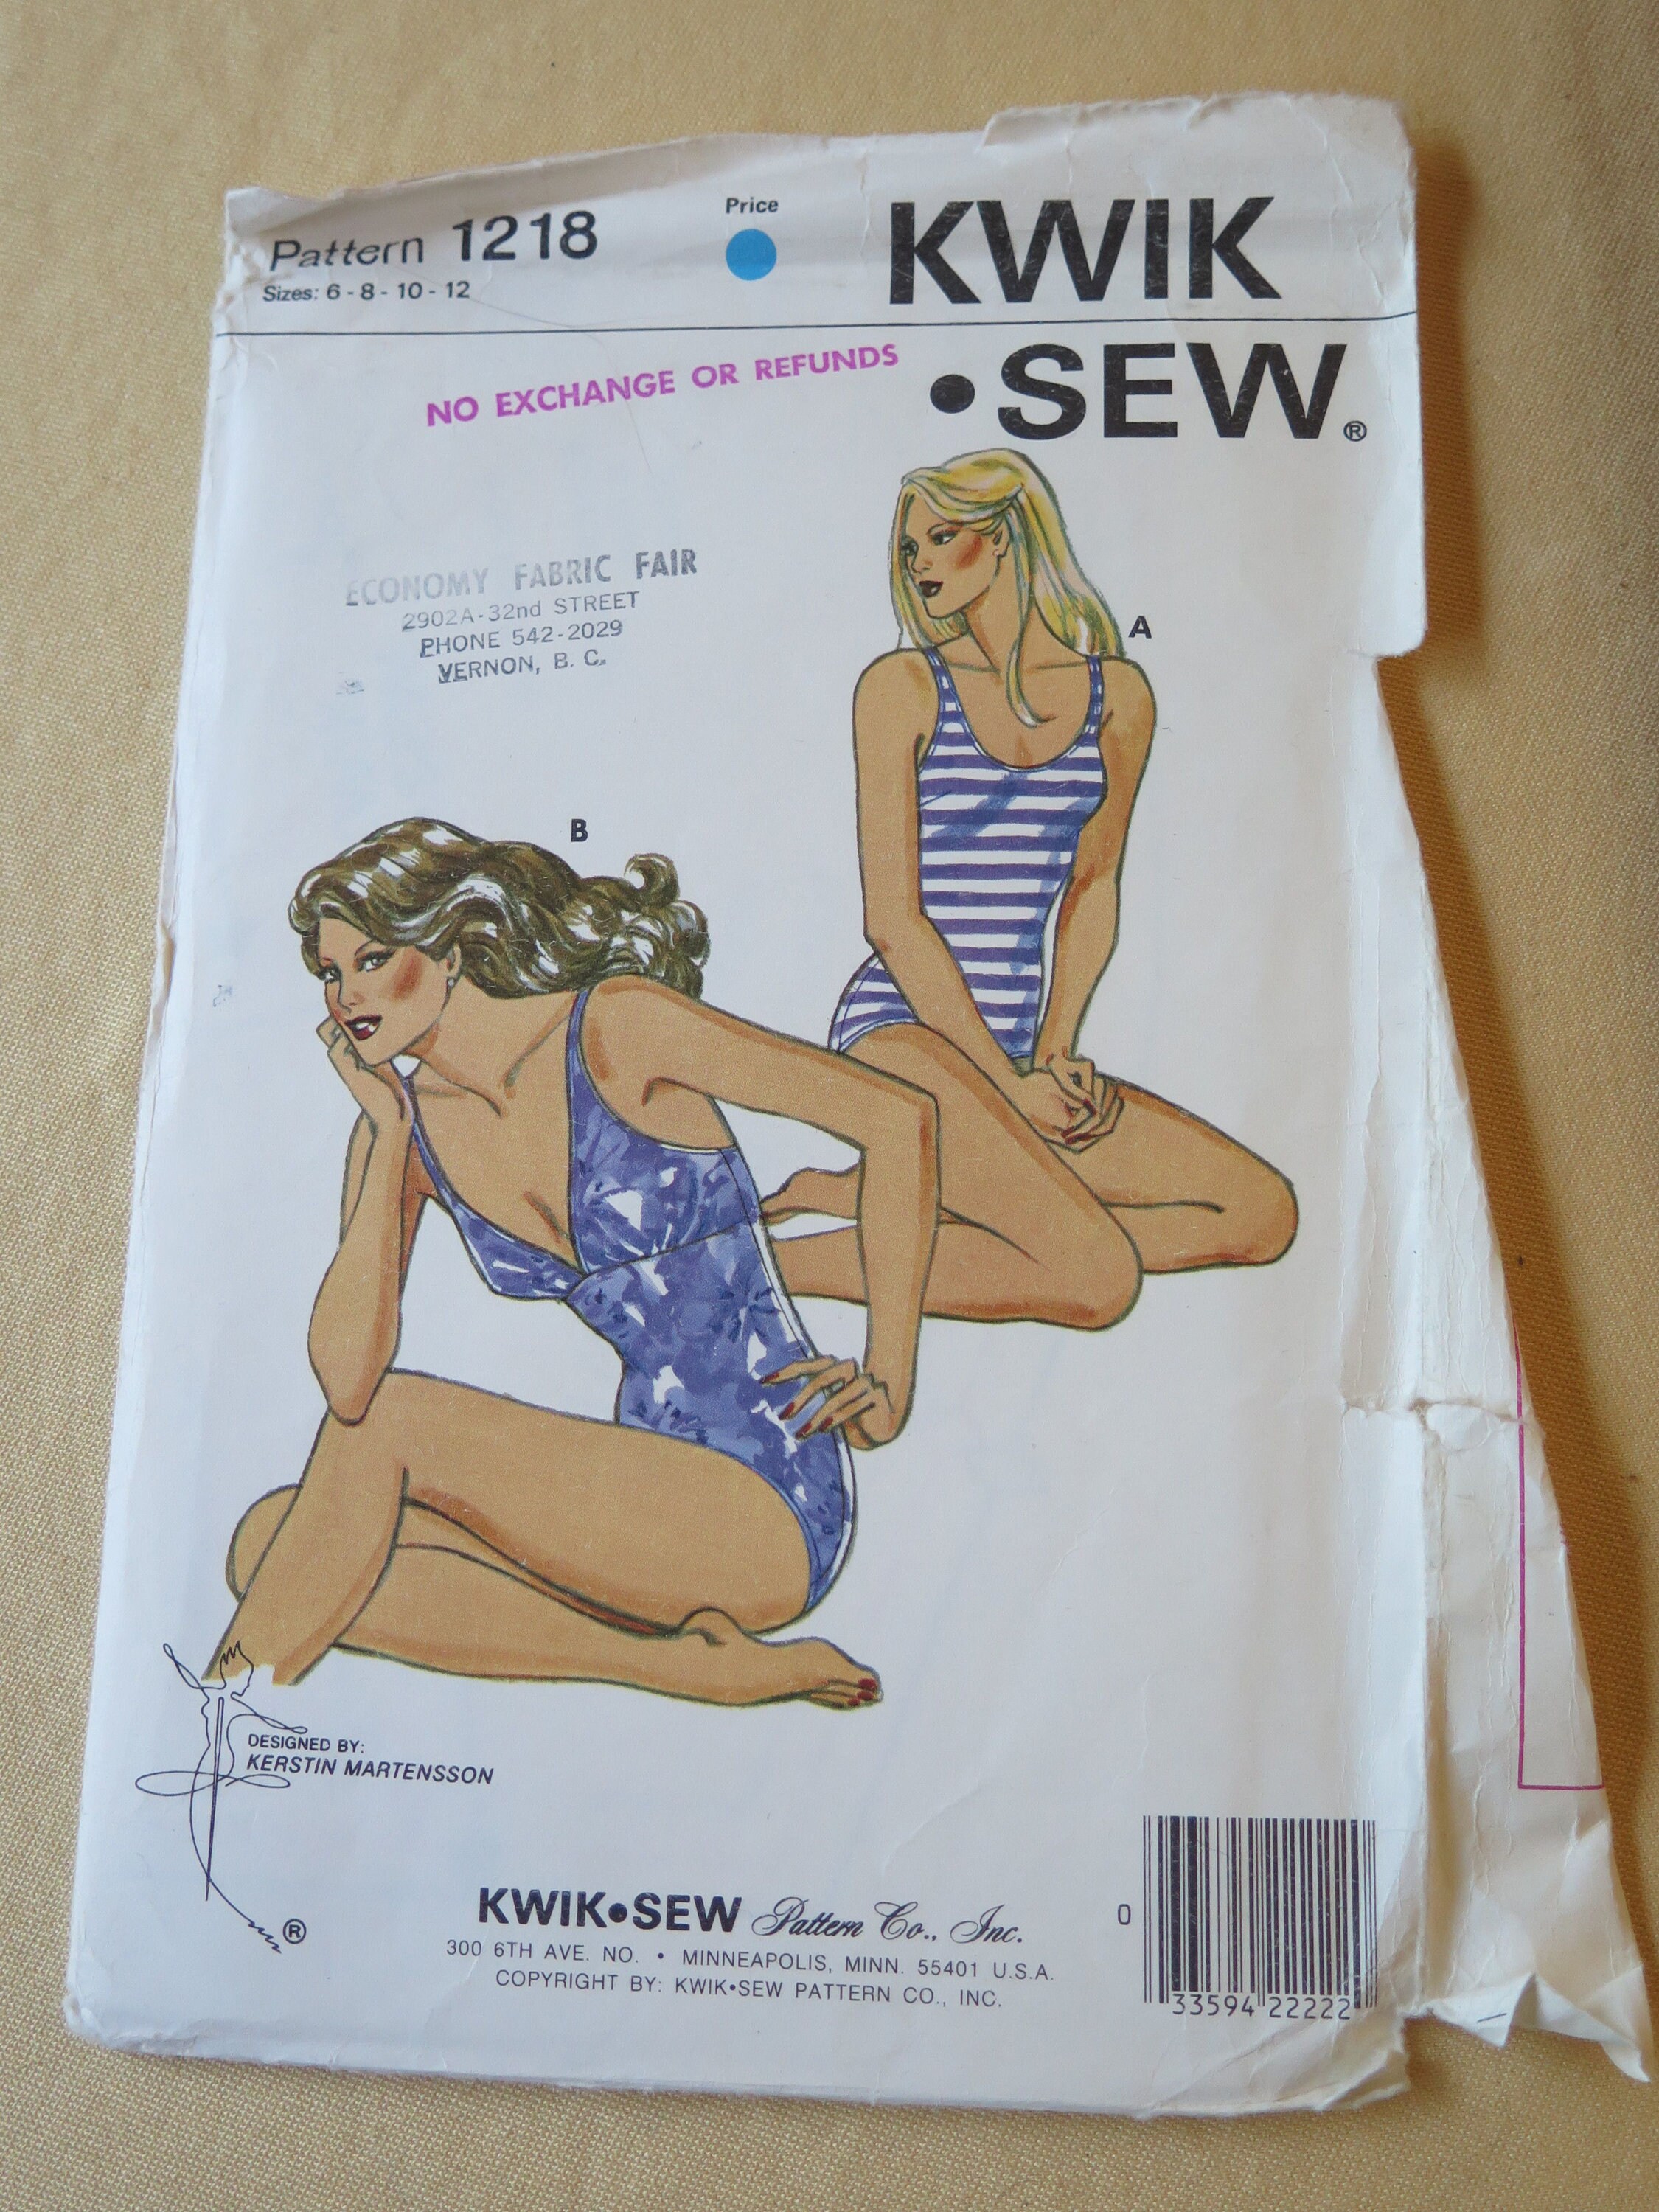 Pattern 1218
Sizes: 6 - 8 - 10 - 12
Price
KWIK
•SEW®
NO EXCHANGE OR REFUNDS
ECONOMY FABRIC FAIR
2902A-32nd STREET
PHONE 542-2029
VERNON, B. C.
A
B
DESIGNED BY:
KERSTIN MARTENSSON
®
KWIK•SEW Pattern Co., Inc.
300 6TH AVE. NO. • MINNEAPOLIS, MINN. 55401 U.S.A.
COPYRIGHT BY: KWIK•SEW PATTERN CO., INC.
0 33594 22222